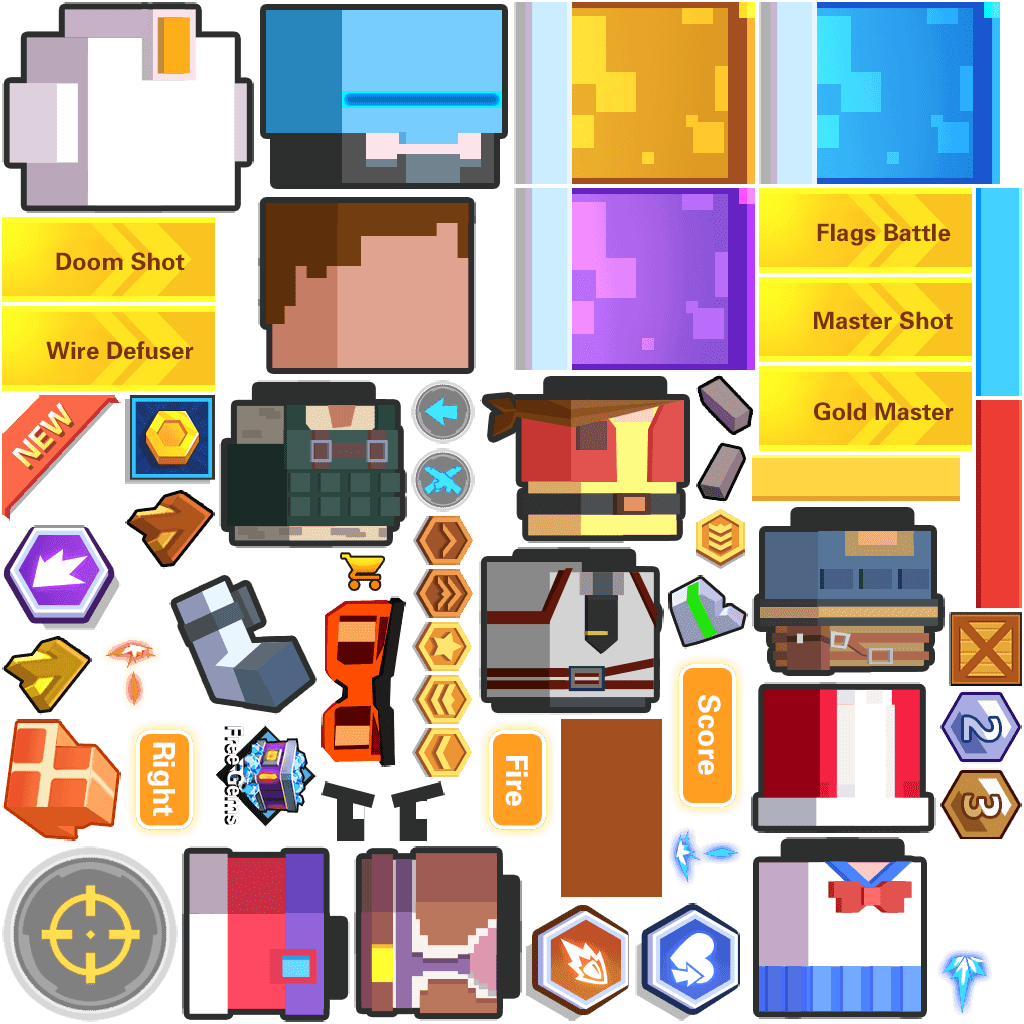 Doom Shot
Wire Defuser
Flags Battle
Master Shot
Gold Master
NEW
Score
Right
Free Gems
Fire
2
3